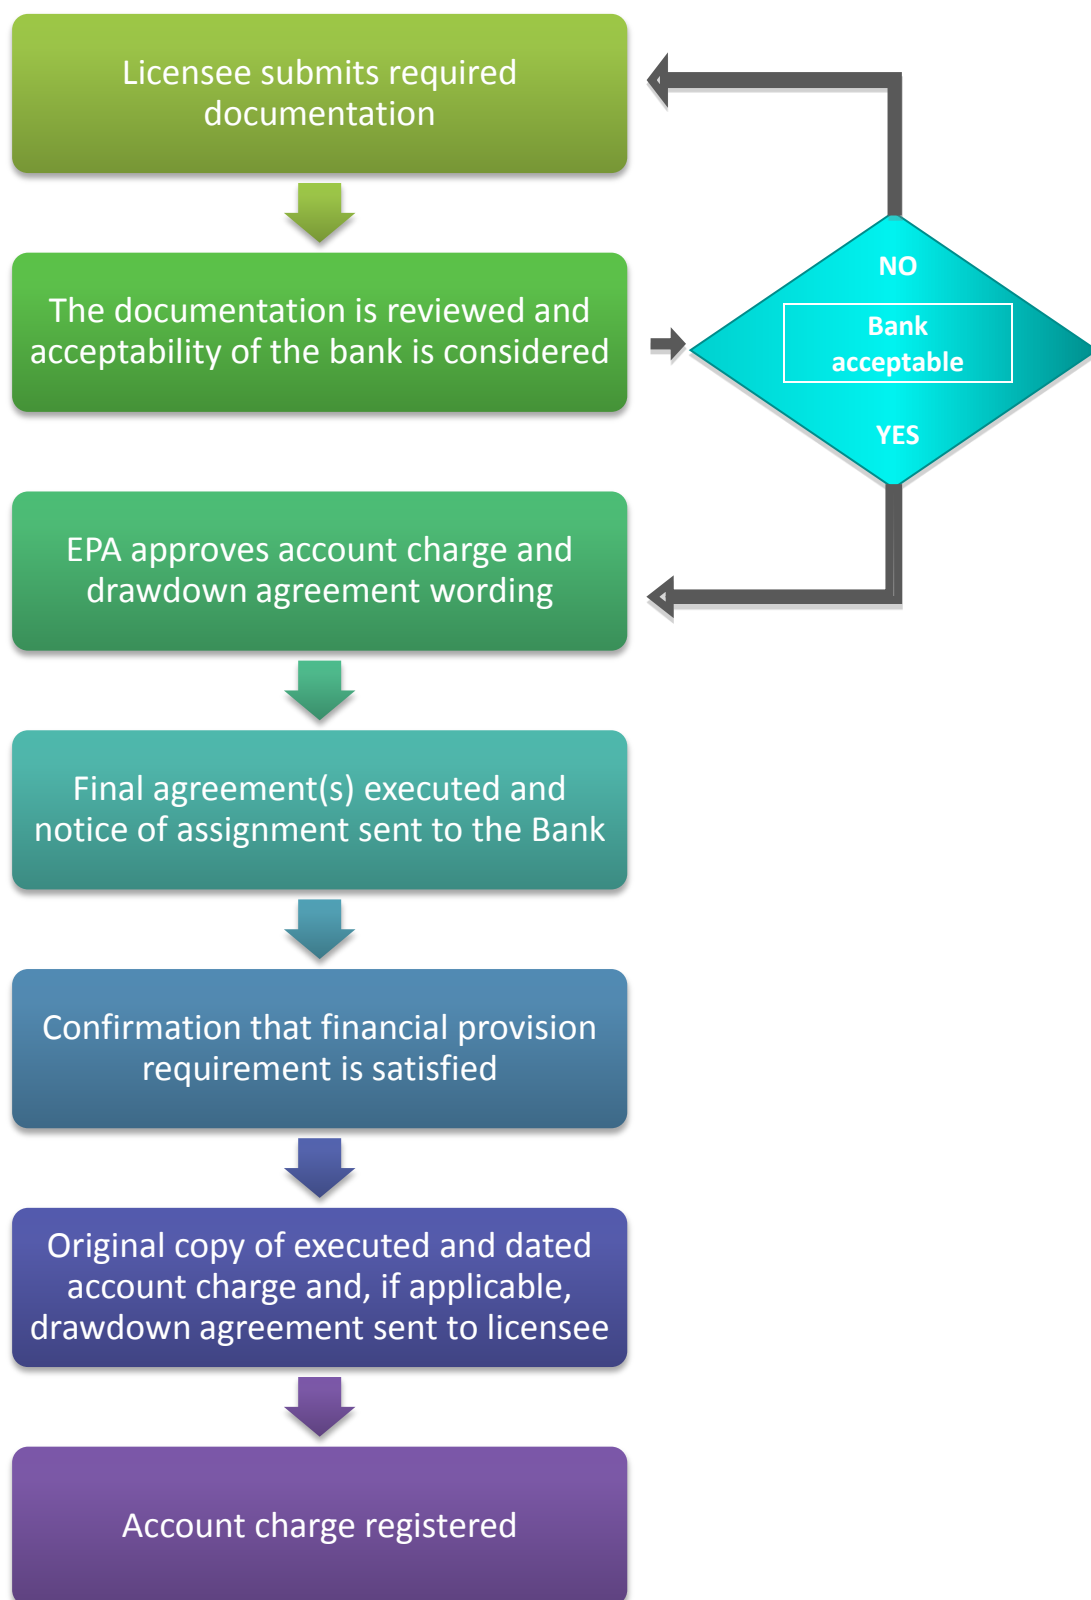 Licensee submits required
documentation
The documentation is reviewed and
acceptability of the bank is considered
NO
Bank
acceptable
YES
EPA approves account charge and
drawdown agreement wording
Final agreement(s) executed and
notice of assignment sent to the Bank
Confirmation that financial provision
requirement is satisfied
Original copy of executed and dated
account charge and, if applicable,
drawdown agreement sent to licensee
Account charge registered